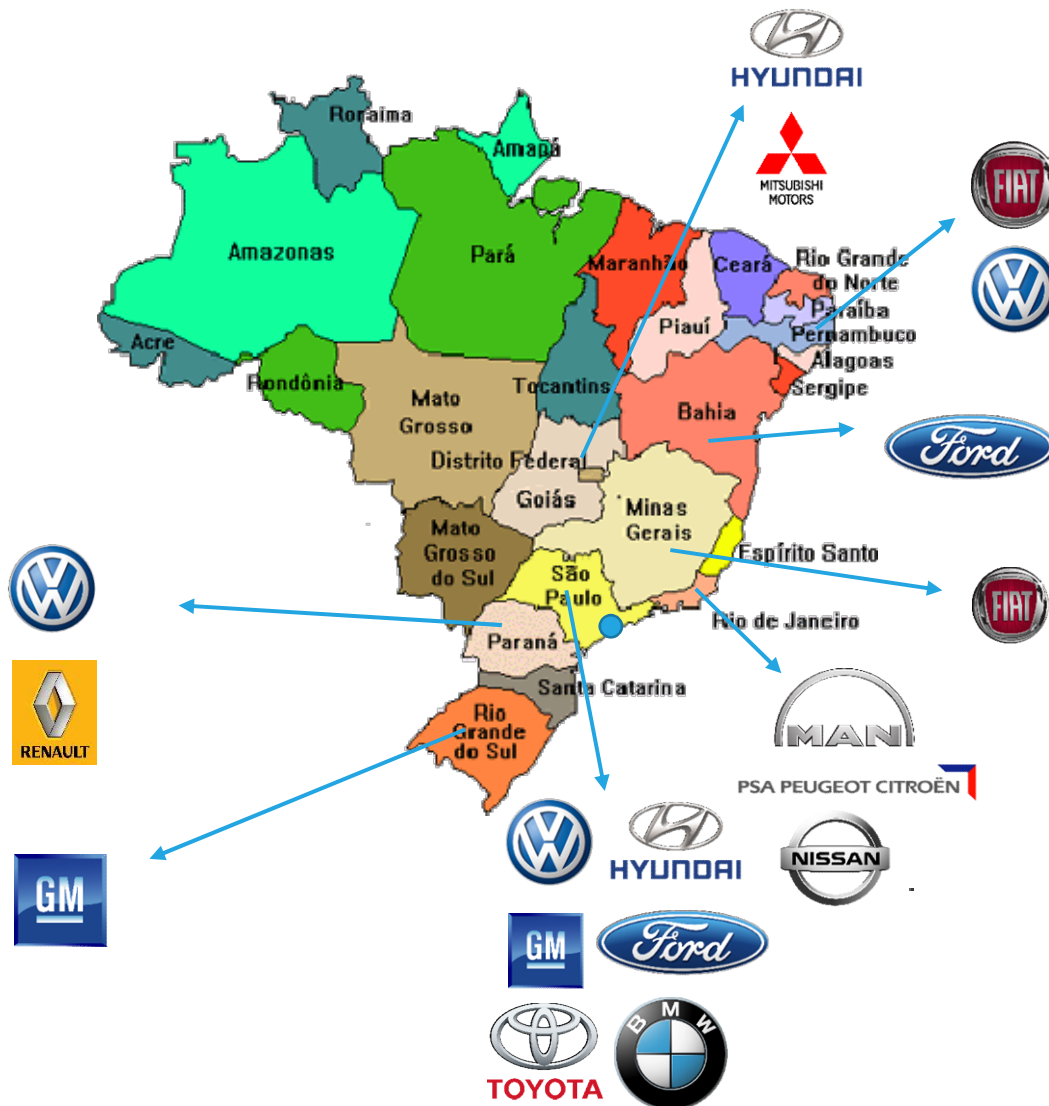 HYUNDAI
MITSUBISHI
MOTORS
FIAT
Roraima
Amapá
Amazonas
Pará
Maranhão
Ceará
Rio Grande
do Norte
Paraíba
Piauí
Pernambuco
Alagoas
Sergipe
Acre
Rondônia
Tocantins
Mato
Grosso
Bahia
Ford
Distrito Federal
Goiás
Minas
Gerais
Mato
Grosso
do Sul
Espírito Santo
São
Paulo
FIAT
VW
VW
Rio de Janeiro
Paraná
Santa Catarina
RENAULT
Rio
Grande
do Sul
MAN
PSA PEUGEOT CITROËN
VW
HYUNDAI
NISSAN
GM
GM
Ford
TOYOTA
BMW